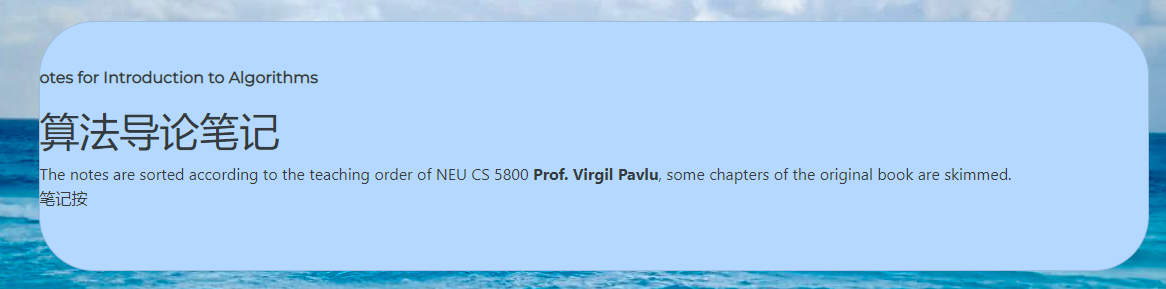 otes for Introduction to Algorithms
算法导论笔记
The notes are sorted according to the teaching order of NEU CS 5800 Prof. Virgil Pavlu, some chapters of the original book are skimmed.
笔记按